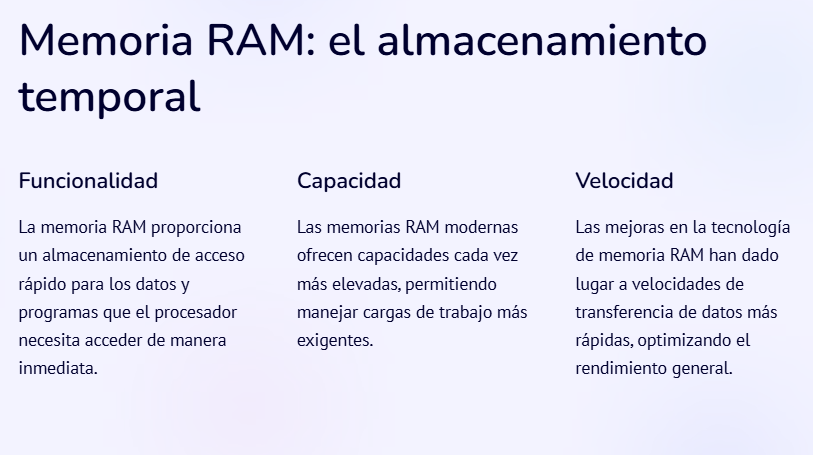 Memoria RAM: el almacenamiento
temporal
Funcionalidad
La memoria RAM proporciona
un almacenamiento de acceso
rápido para los datos y
programas que el procesador
necesita acceder de manera
inmediata.
Capacidad
Las memorias RAM modernas
ofrecen capacidades cada vez
más elevadas, permitiendo
manejar cargas de trabajo más
exigentes.
Velocidad
Las mejoras en la tecnología
de memoria RAM han dado
lugar a velocidades de
transferencia de datos más
rápidas, optimizando el
rendimiento general.